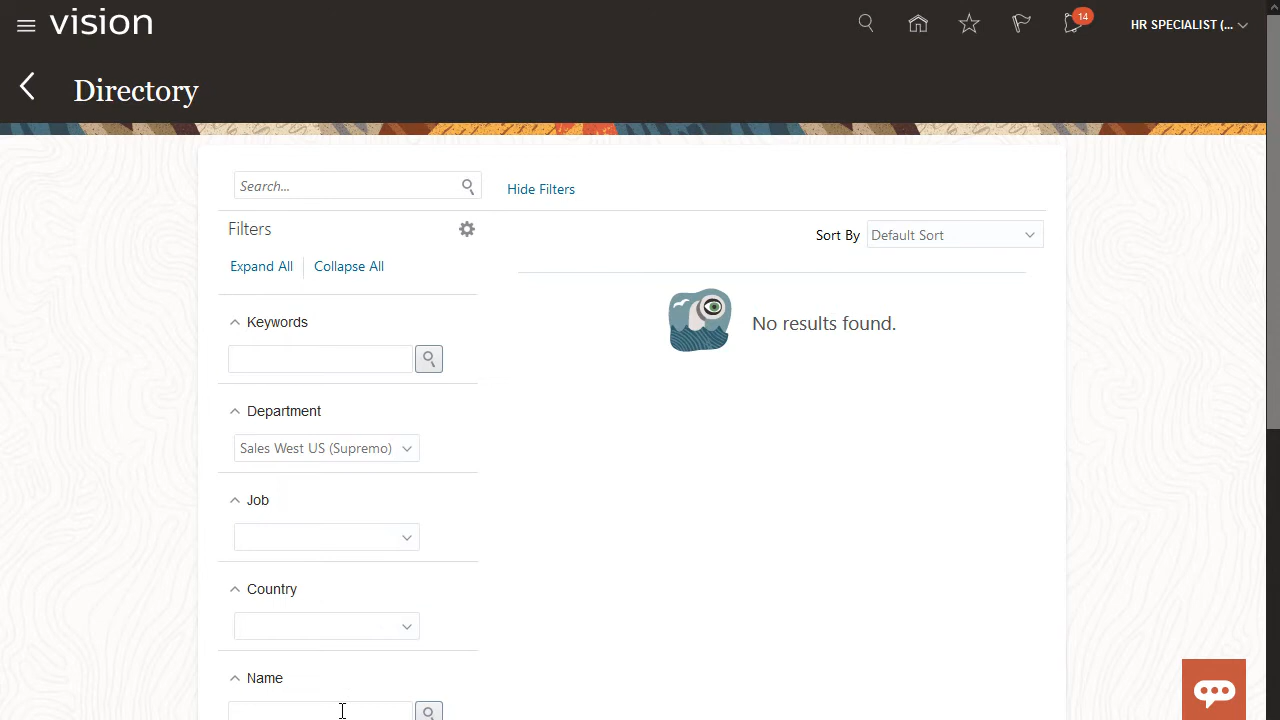 vision
14
HR SPECIALIST (...
Directory
Search...
Hide Filters
Filters
Sort By
Default Sort
Expand All
Collapse All
Keywords
No results found.
Department
Sales West US (Supremo)
Job
Country
Name